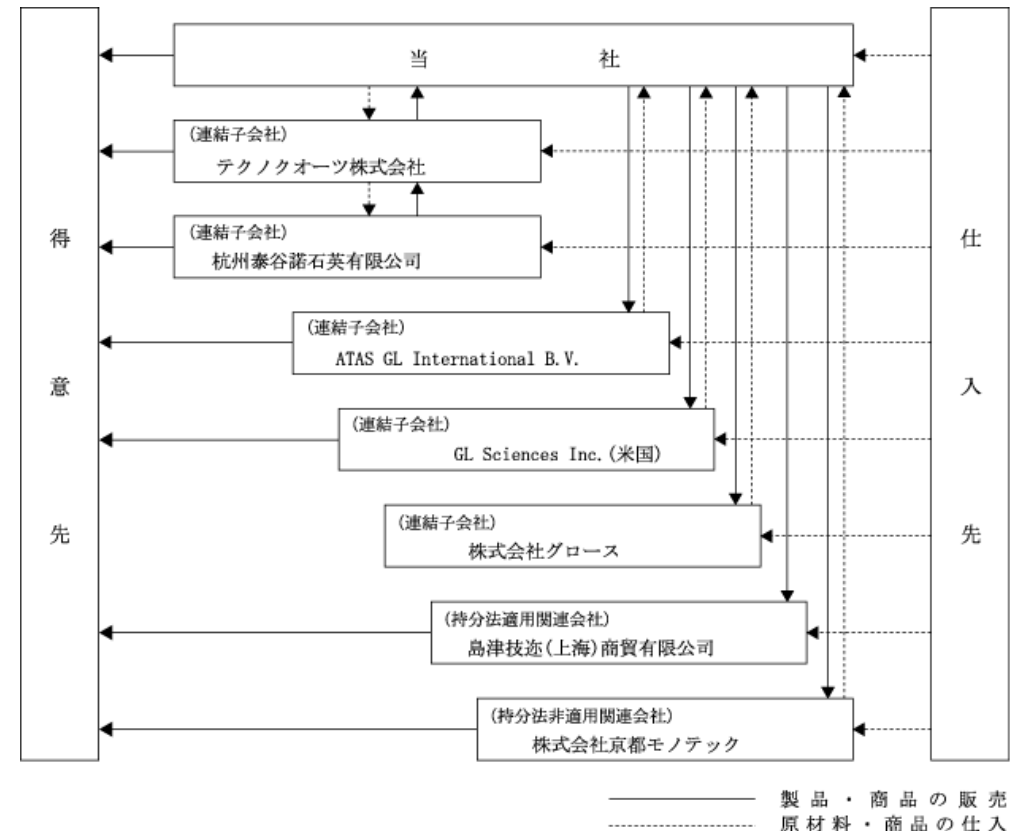 当 社
(連結子会社)
テクノクオーツ株式会社
(連結子会社)
杭州泰谷諾石英有限公司
(連結子会社)
ATAS GL International B.V.
(連結子会社)
GL Sciences Inc.(米国)
(連結子会社)
株式会社グロース
(持分法適用関連会社)
島津技迩(上海)商貿有限公司
(持分法非適用関連会社)
株式会社京都モノテック
得意先
仕入先
製品・商品の販売
原材料・商品の仕入